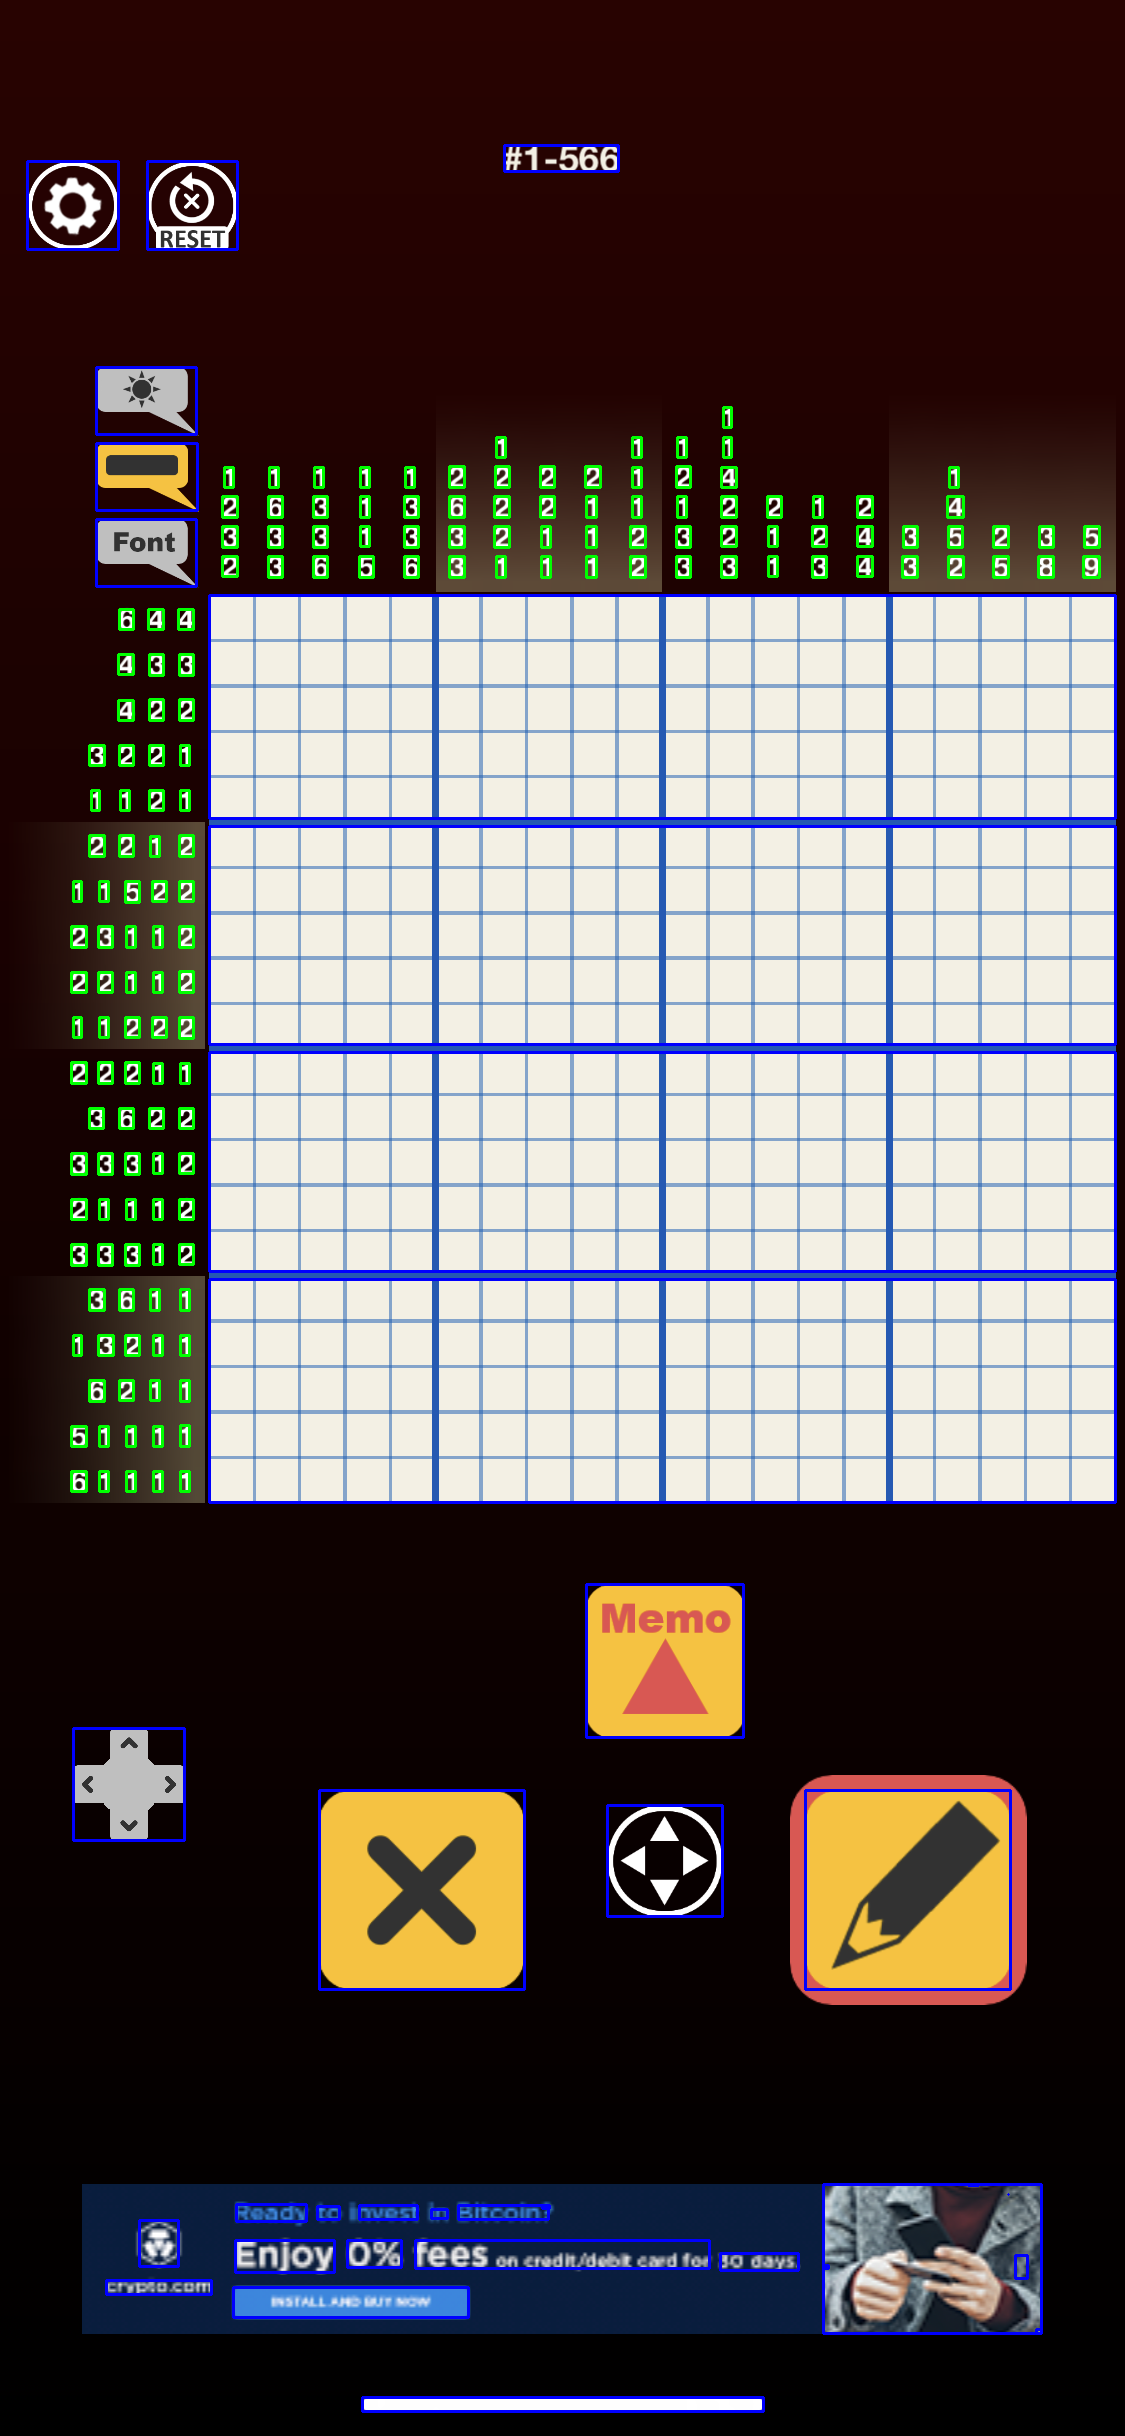 #1-566
RESET
Font
1
1
1 1 1 4
1 1 1 1 1 2 2 2 2 1 2 4 1
2 6 3 1 3 6 2 2 1 1 1 2 2 1 2 4
3 3 3 1 3 3 2 1 1 2 3 2 1 2 4 3 5 2 3 5
2 3 6 5 6 3 1 1 1 2 3 3 1 3 4 3 2 5 8 9
6 4 4
4 3 3
4 2 2
3 2 2 1
1 1 2 1
2 2 1 2
1 1 5 2 2
2 3 1 1 2
2 2 1 1 2
1 1 2 2 2
2 2 2 1 1
3 6 2 2
3 3 3 1 2
2 1 1 1 2
3 3 3 1 2
3 6 1 1
1 3 2 1 1
6 2 1 1
5 1 1 1 1
6 1 1 1 1
Memo
Ready to invest in Bitcoin?
Enjoy 0% fees on credit/debit card for 30 days.
crypto.com
INSTALL AND BUY NOW